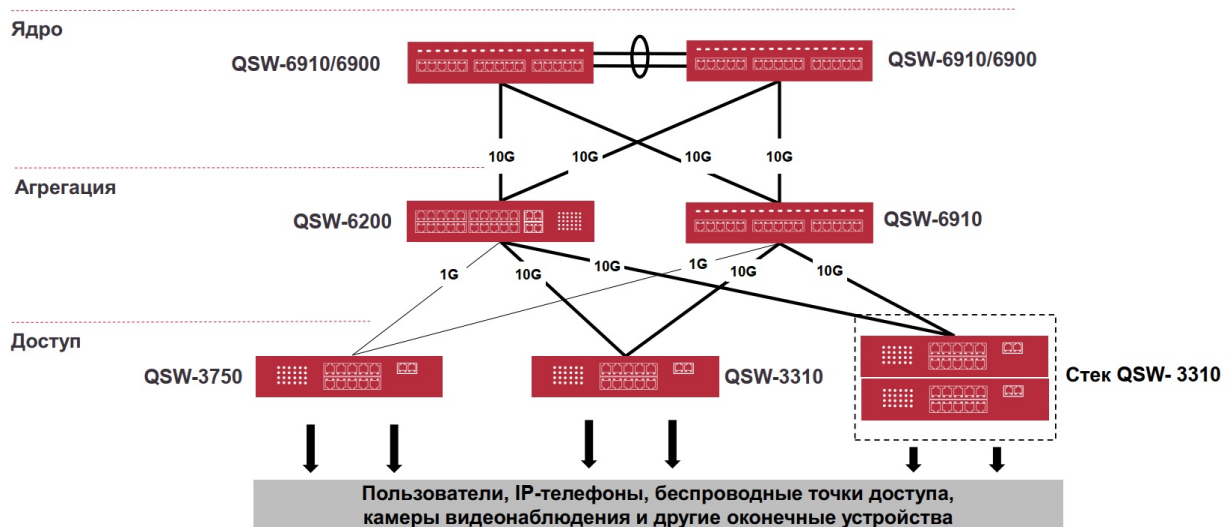 Ядро
QSW-6910/6900
QSW-6910/6900
10G
10G
10G
10G
Агрегация
QSW-6200
QSW-6910
1G
10G
10G
1G
10G
10G
Доступ
QSW-3750
QSW-3310
Стек QSW- 3310
Пользователи, IP-телефоны, беспроводные точки доступа,
камеры видеонаблюдения и другие оконечные устройства